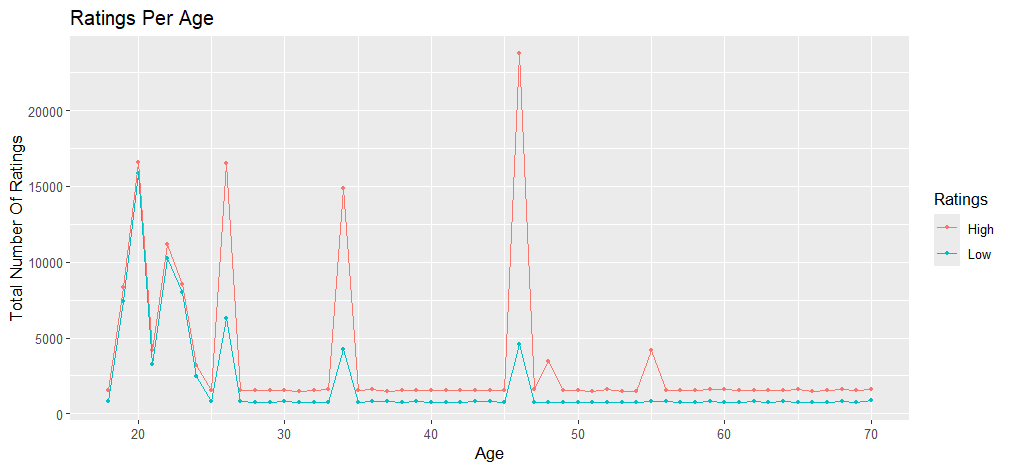 Ratings Per Age
Total Number Of Ratings
20000
15000
10000
5000
0
20 30 40 50 60 70
Age
Ratings
High
Low